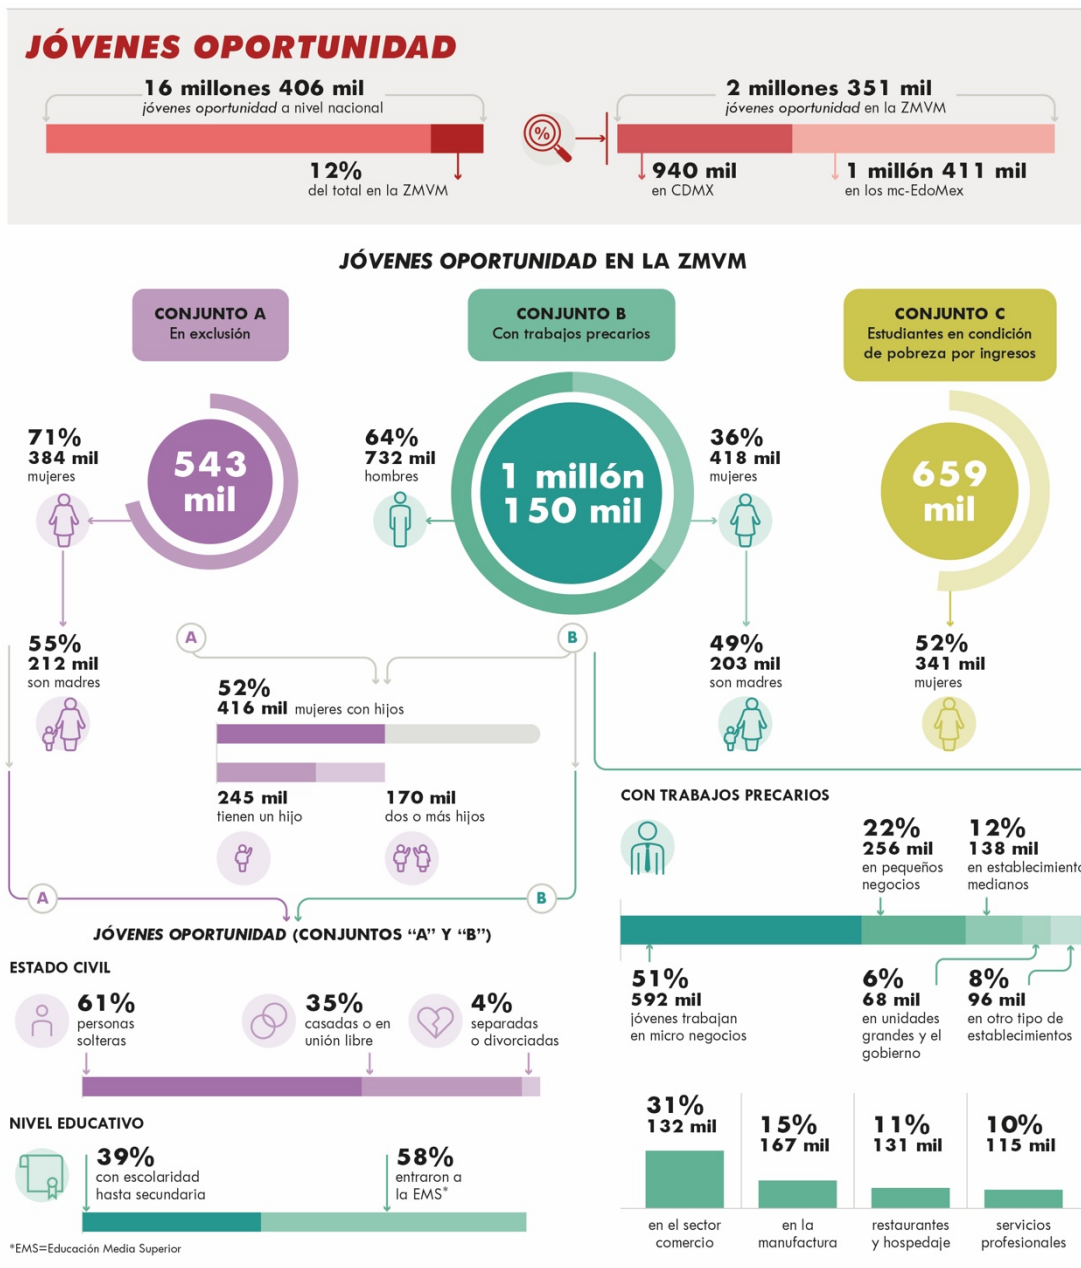 JÓVENES OPORTUNIDAD
16 millones 406 mil
jóvenes oportunidad a nivel nacional
12%
del total en la ZMVM
%
2 millones 351 mil
jóvenes oportunidad en la ZMVM
940 mil
en CDMX
1 millón 411 mil
en los mc-EdoMex
JÓVENES OPORTUNIDAD EN LA ZMVM
CONJUNTO A
En exclusión
543
mil
71%
384 mil
mujeres
55%
212 mil
son madres
CONJUNTO B
Con trabajos precarios
1 millón
150 mil
64%
732 mil
hombres
36%
418 mil
mujeres
49%
203 mil
son madres
CONJUNTO C
Estudiantes en condición
de pobreza por ingresos
659
mil
52%
341 mil
mujeres
A
B
52%
416 mil mujeres con hijos
245 mil
tienen un hijo
170 mil
dos o más hijos
A
B
JÓVENES OPORTUNIDAD (CONJUNTOS “A” Y “B”)
ESTADO CIVIL
61%
personas
solteras
35%
casadas o en
unión libre
4%
separadas
o divorciadas
NIVEL EDUCATIVO
39%
con escolaridad
hasta secundaria
58%
entraron a
la EMS*
*EMS=Educación Media Superior
CON TRABAJOS PRECARIOS
22%
256 mil
en pequeños
negocios
12%
138 mil
en establecimiento
medianos
51%
592 mil
jóvenes trabajan
en micro negocios
6%
68 mil
en unidades
grandes y el
gobierno
8%
96 mil
en otro tipo de
establecimientos
31%
132 mil
en el sector
comercio
15%
167 mil
en la
manufactura
11%
131 mil
restaurantes
y hospedaje
10%
115 mil
servicios
profesionales